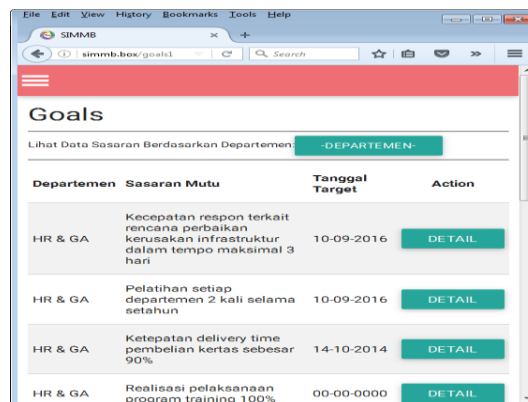 File Edit View History Bookmarks Tools Help
SIMMB × +
simmb.box/goals1 Search
Goals
Lihat Data Sasaran Berdasarkan Departemen: -DEPARTEMEN-
Departemen Sasaran Mutu Tanggal Target Action
Kecepatan respon terkait
rencana perbaikan
HR & GA kerusakan infrastruktur 10-09-2016 DETAIL
dalam tempo maksimal 3
hari
Pelatihan setiap
HR & GA departemen 2 kali selama 10-09-2016 DETAIL
setahun
Ketepatan delivery time
HR & GA pembelian kertas sebesar 14-10-2014 DETAIL
90%
HR & GA Realisasi pelaksanaan 00-00-0000 DETAIL
program training 100%